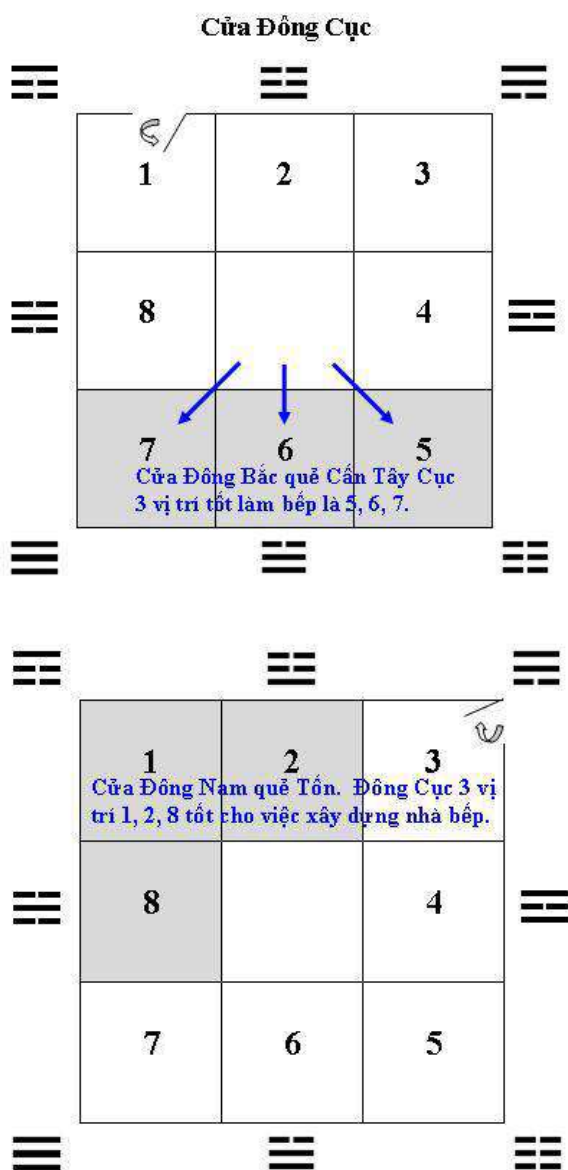 Cửa Đông Cục
1 2 3
8 4
7 6 5
Cửa Đông Bắc quẻ Cấn Tây Cục
3 vị trí tốt làm bếp là 5, 6, 7.
1 2 3
Cửa Đông Nam quẻ Tốn. Đông Cục 3 vị
trí 1, 2, 8 tốt cho việc xây dựng nhà bếp.
8 4
7 6 5